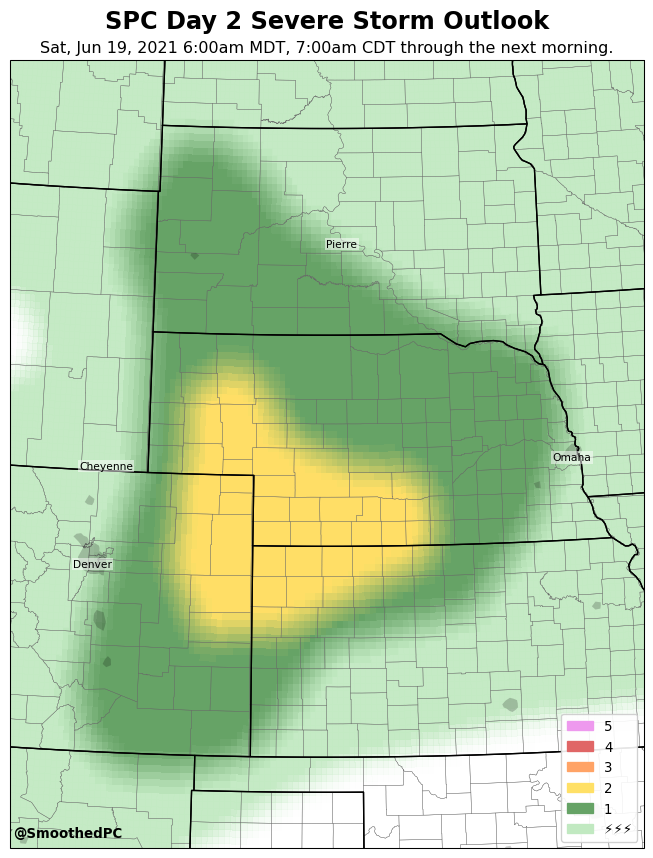 SPC Day 2 Severe Storm Outlook
Sat, Jun 19, 2021 6:00am MDT, 7:00am CDT through the next morning.
Pierre
Omaha
Cheyenne
Denver
5
4
3
2
1
⚡⚡⚡
@SmoothedPC